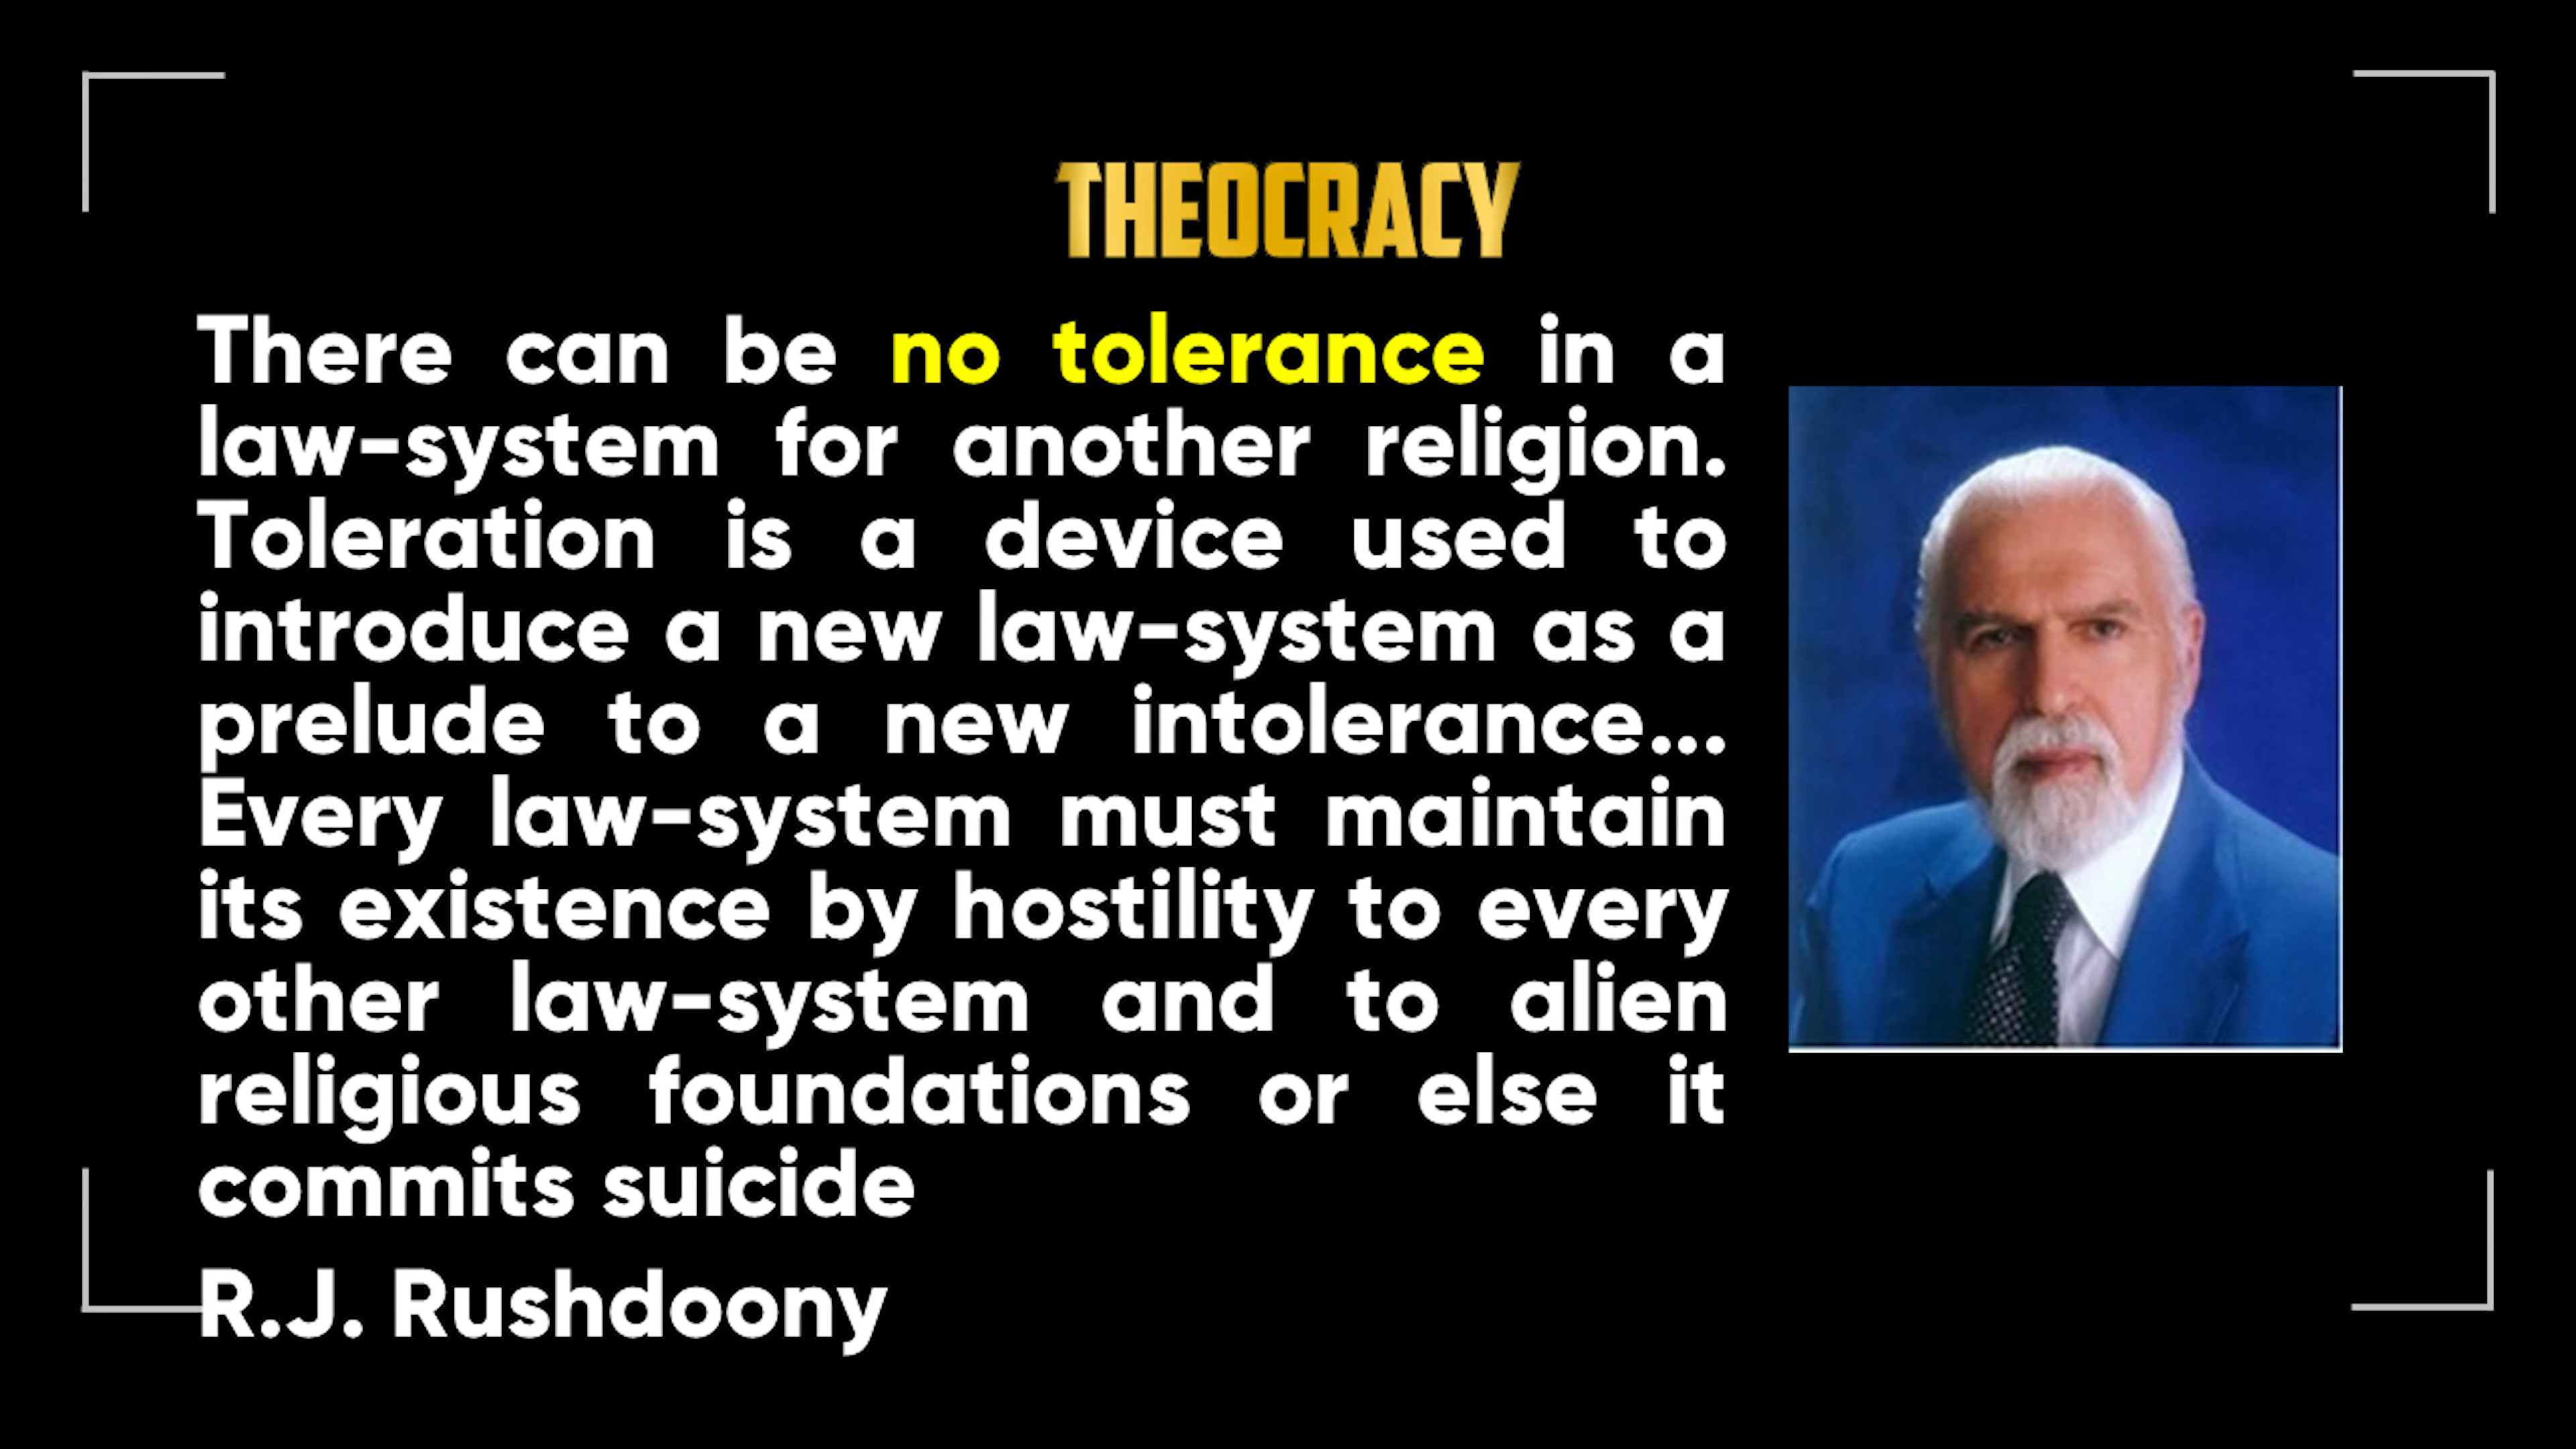 THEOCRACY
There can be no tolerance in a
law-system for another religion.
Toleration is a device used to
introduce a new law-system as a
prelude to a new intolerance...
Every law-system must maintain
its existence by hostility to every
other law-system and to alien
religious foundations or else it
commits suicide
R.J. Rushdoony